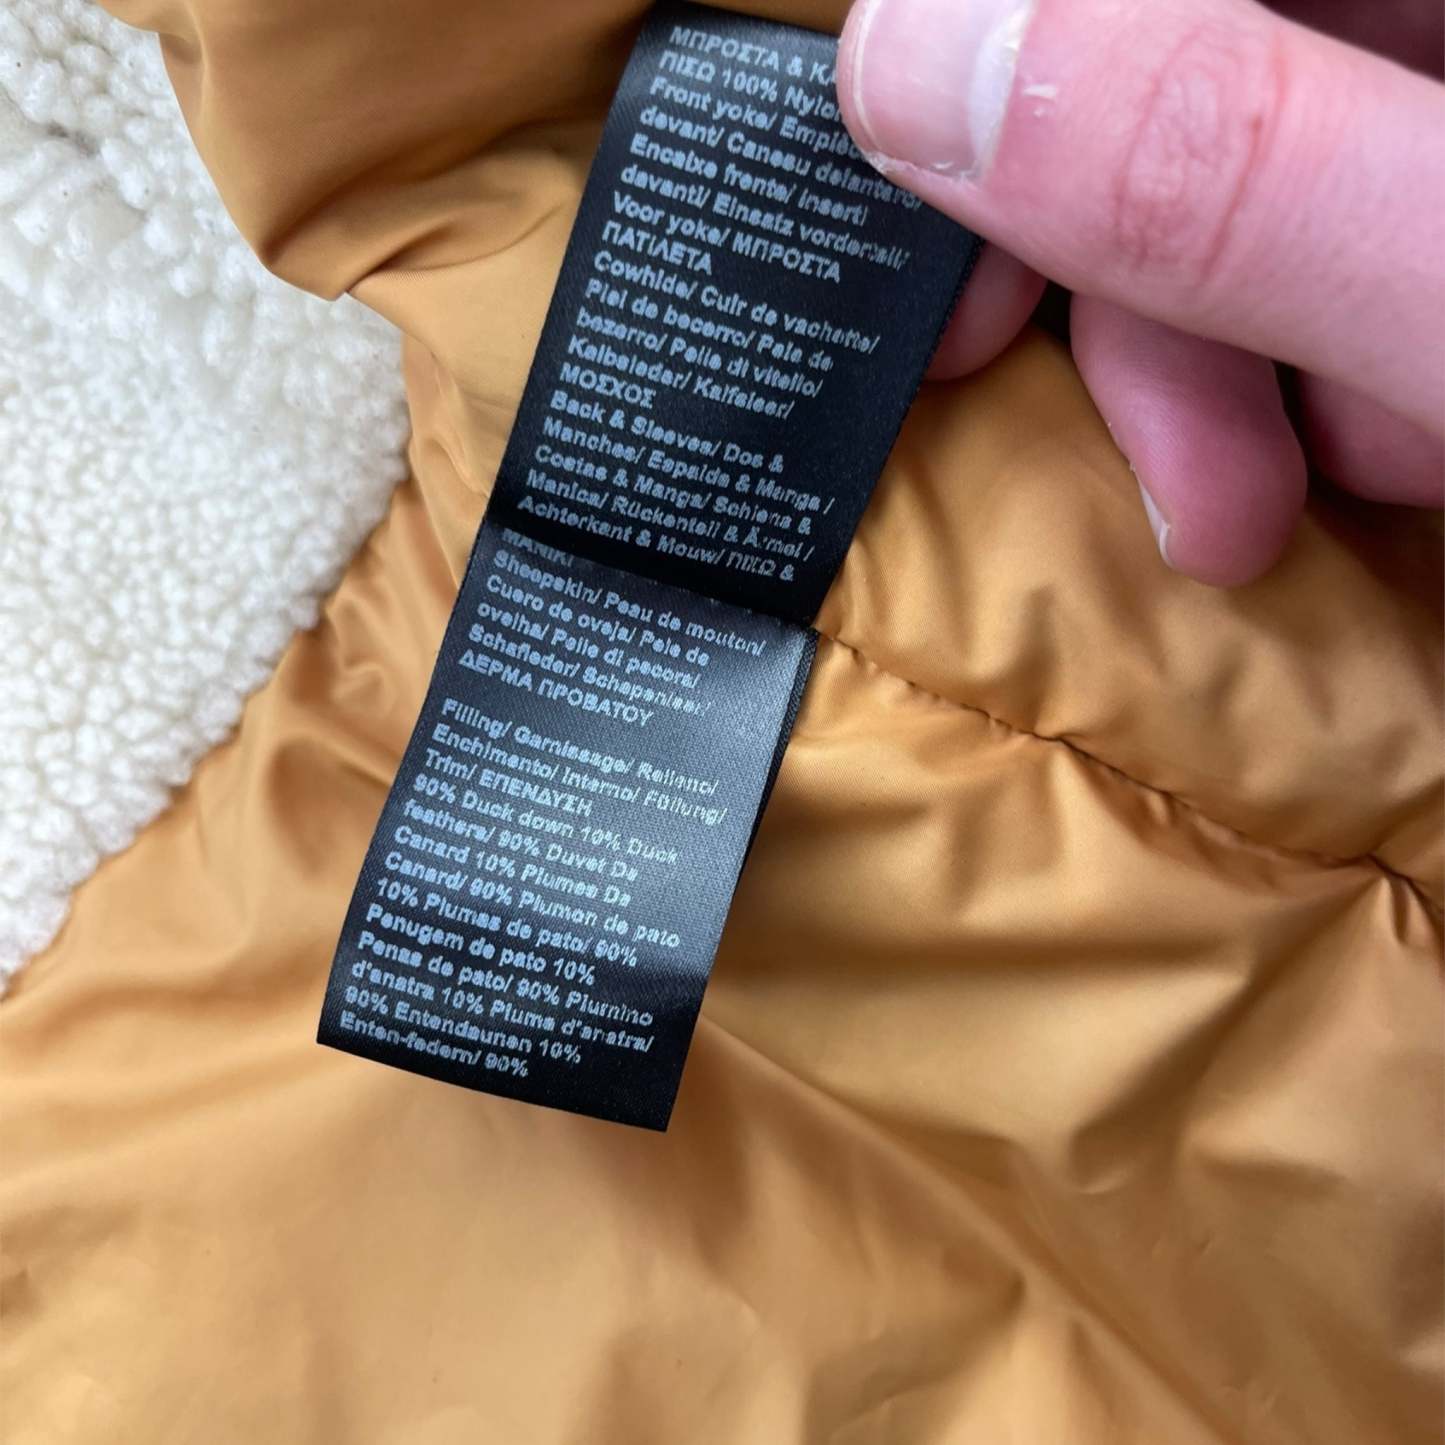 ΜΠΡΟΣΤΑ & ΚΑ
ΠΙΣΩ 100% Nylo
Front yoke/ Empiéc
devant/ Caneau delantero/
Encaixe frente/ Inserti
davanti/ Einsatz vorderteil/
Voor yoke/ ΜΠΡΟΣΤΑ
ΠΑΤΙΛΕΤΑ
Cowhide/ Cuir de vachette/
Piel de becerro/ Pele de
bezerro/ Pelle di vitello/
Kalbsleder/ Kalfsleer/
ΜΟΣΧΟΣ
Back & Sleeves/ Dos &
Manches/ Espalda & Manga /
Costas & Manga/ Schiena &
Manica/ Rückenteil & Ärmel /
Achterkant & Mouw/ ΠΙΣΩ &
ΜΑΝΙΚΙ
Sheepskin/ Peau de mouton/
Cuero de oveja/ Pele de
ovelha/ Pelle di pecora/
Schafleder/ Schapenleer/
ΔΕΡΜΑ ΠΡΟΒΑΤΟΥ
Filling/ Garnissage/ Relleno/
Enchimento/ Interno/ Füllung/
Trim/ ΕΠΕΝΔΥΣΗ
90% Duck down 10% Duck
feathers/ 90% Duvet De
Canard 10% Plumes De
Canard/ 90% Plumon de pato
10% Plumas de pato/ 90%
Penugem de pato 10%
Penas de pato/ 90% Piumino
d'anatra 10% Piuma d'anatra/
90% Entendaunen 10%
Enten-federn/ 90%